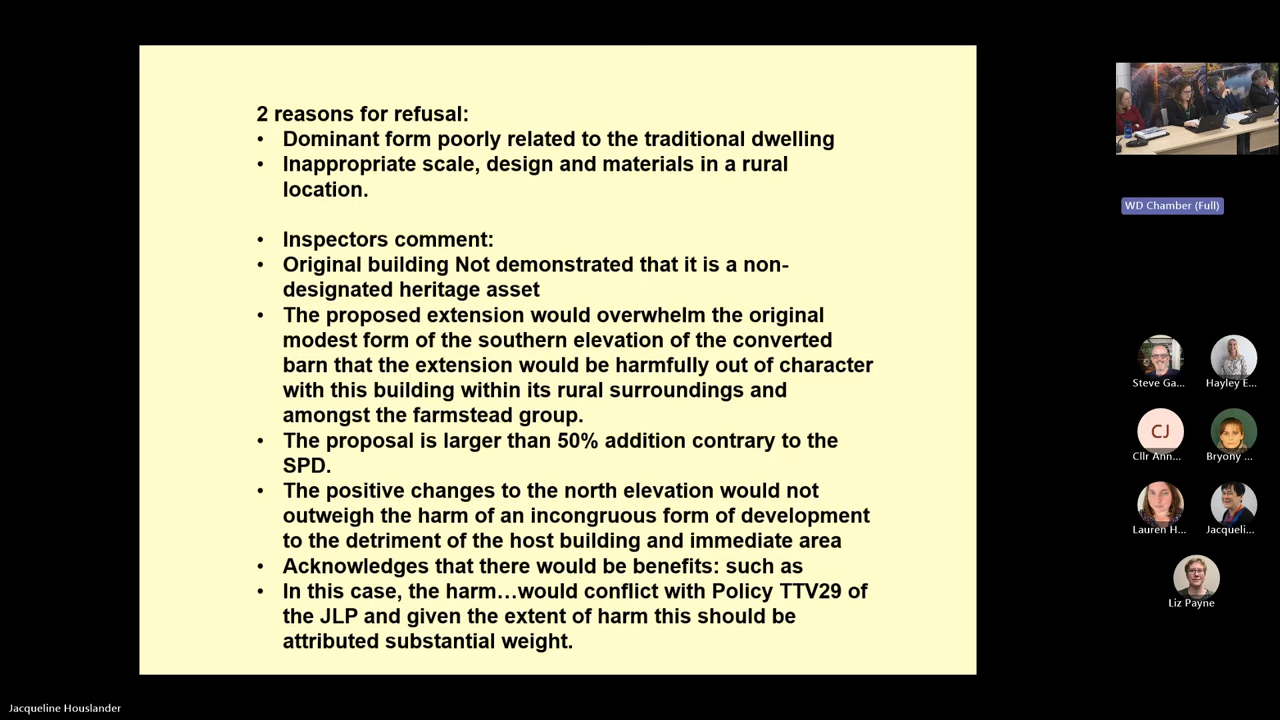 2 reasons for refusal:
• Dominant form poorly related to the traditional dwelling
• Inappropriate scale, design and materials in a rural
location.
• Inspectors comment:
• Original building Not demonstrated that it is a non-
designated heritage asset
• The proposed extension would overwhelm the original
modest form of the southern elevation of the converted
barn that the extension would be harmfully out of character
with this building within its rural surroundings and
amongst the farmstead group.
• The proposal is larger than 50% addition contrary to the
SPD.
• The positive changes to the north elevation would not
outweigh the harm of an incongruous form of development
to the detriment of the host building and immediate area
• Acknowledges that there would be benefits: such as
• In this case, the harm…would conflict with Policy TTV29 of
the JLP and given the extent of harm this should be
attributed substantial weight.
WD Chamber (Full)
Steve Ga...
Hayley E...
CJ
Cllr Ann...
Bryony ...
Lauren H...
Jacqueli...
Liz Payne
Jacqueline Houslander